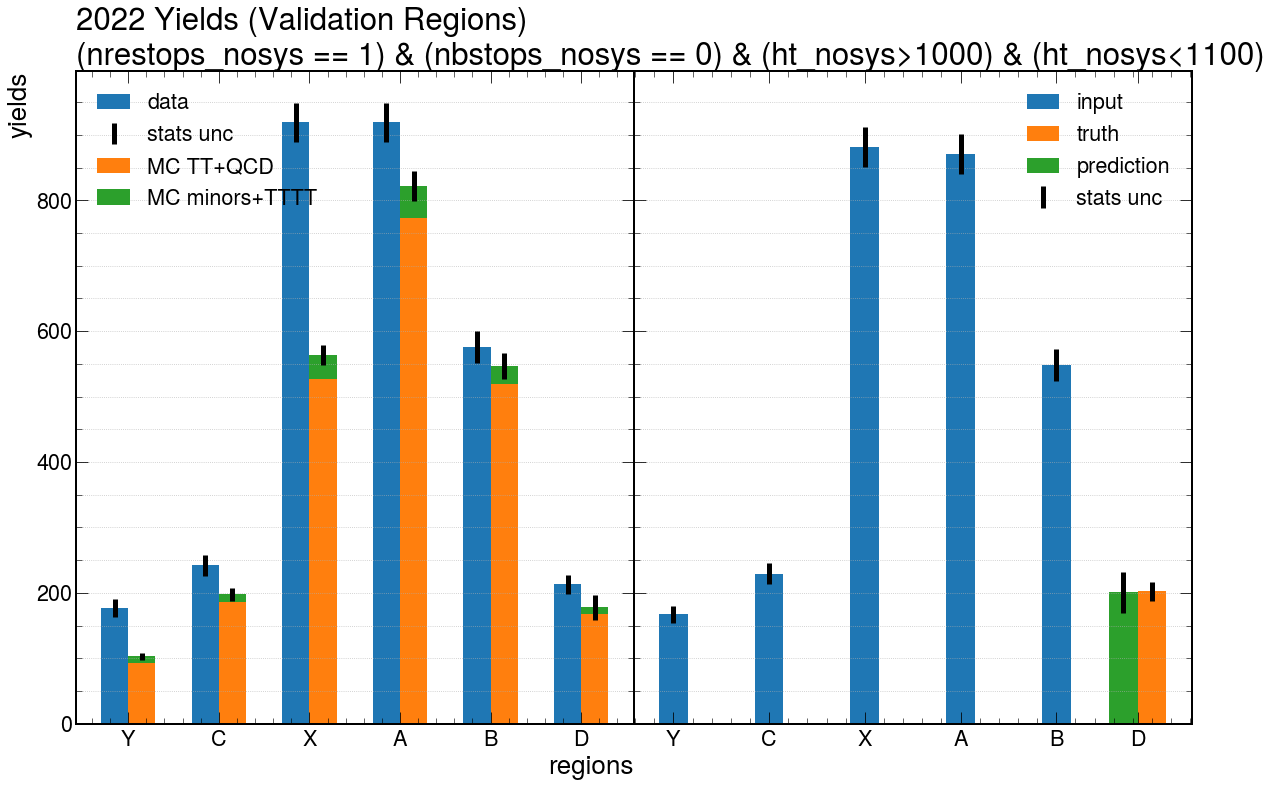 2022 Yields (Validation Regions)
(nrestops_nosys == 1) & (nbstops_nosys == 0) & (ht_nosys>1000) & (ht_nosys<1100)
yields
data
stats unc
MC TT+QCD
MC minors+TTTT
input
truth
prediction
stats unc
800
600
400
200
0
Y C X A B D
Y C X A B D
regions